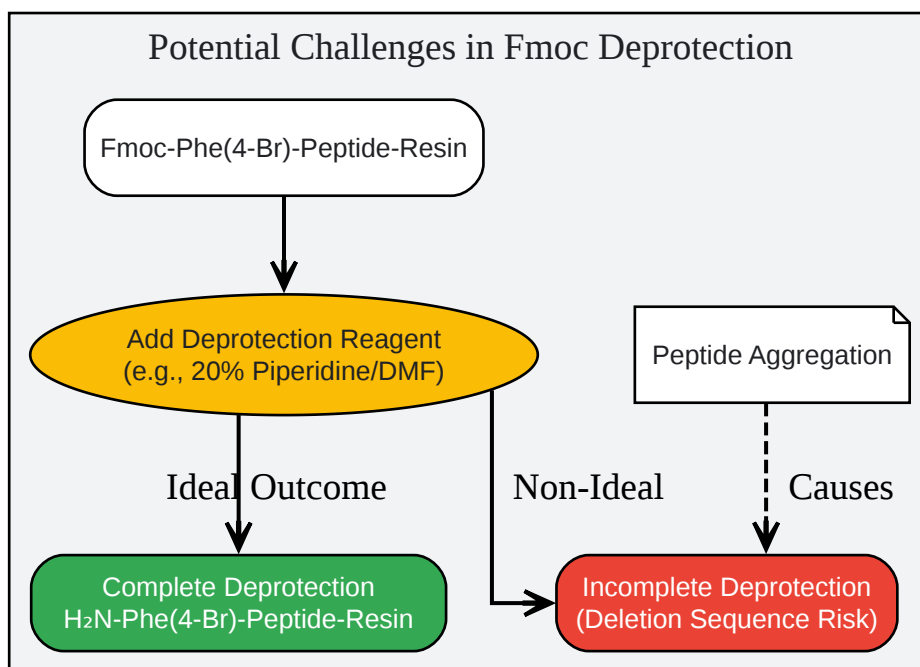 Potential Challenges in Fmoc Deprotection
Fmoc-Phe(4-Br)-Peptide-Resin
Add Deprotection Reagent
(e.g., 20% Piperidine/DMF)
Peptide Aggregation
Ideal Outcome
Non-Ideal
Causes
Complete Deprotection
H₂N-Phe(4-Br)-Peptide-Resin
Incomplete Deprotection
(Deletion Sequence Risk)